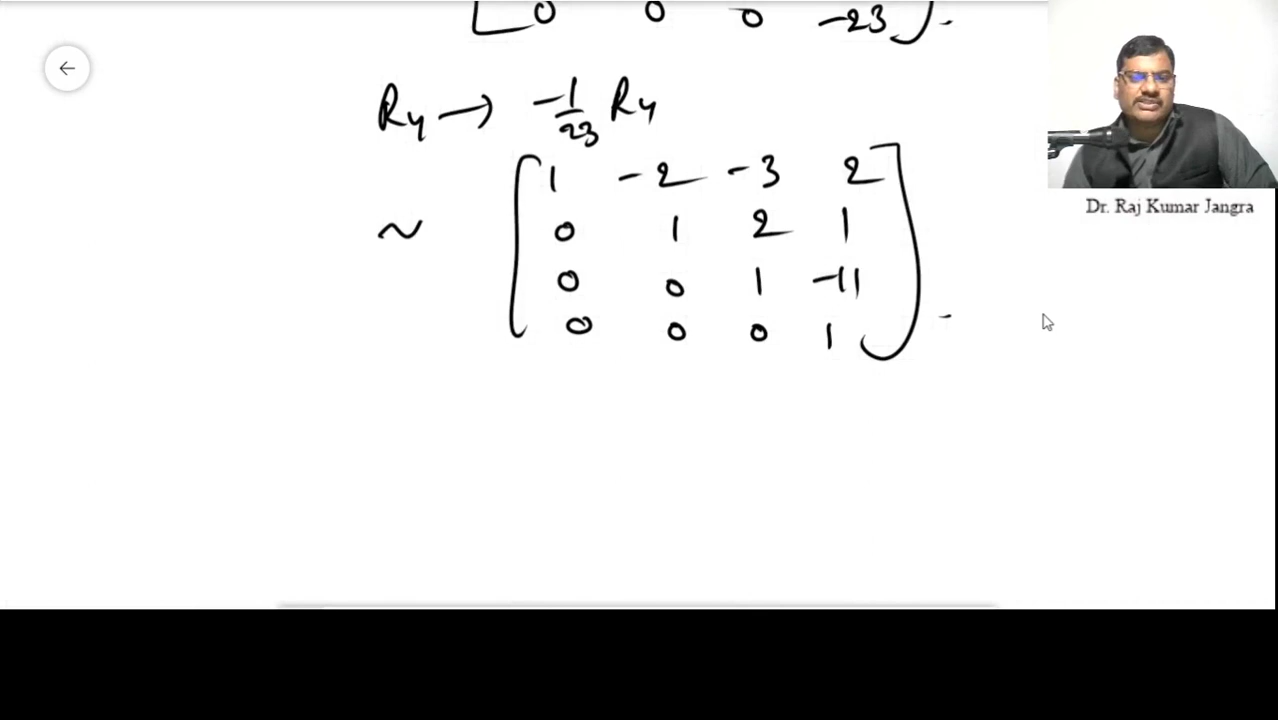 0 0 0 -23 ] .
R4 → -1/23 R4
[ 1 -2 -3 2 ]
~ 0 1 2 1
0 0 1 -11
0 0 0 1 .
Dr. Raj Kumar Jangra